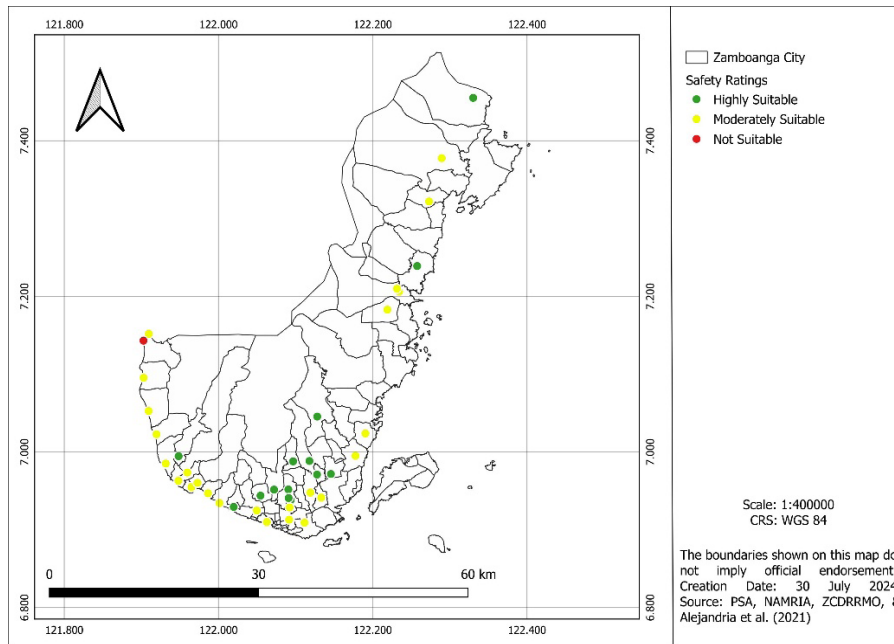 121.800 122.000 122.200 122.400
7.400
7.200
7.000
6.800
7.400
7.200
7.000
6.800
0 30 60 km
121.800 122.000 122.200 122.400
Zamboanga City
Safety Ratings
Highly Suitable
Moderately Suitable
Not Suitable
Scale: 1:400000
CRS: WGS 84
The boundaries shown on this map do
not imply official endorsement
Creation Date: 30 July 2024
Source: PSA, NAMRIA, ZCDRRMO,
Alejandria et al. (2021)